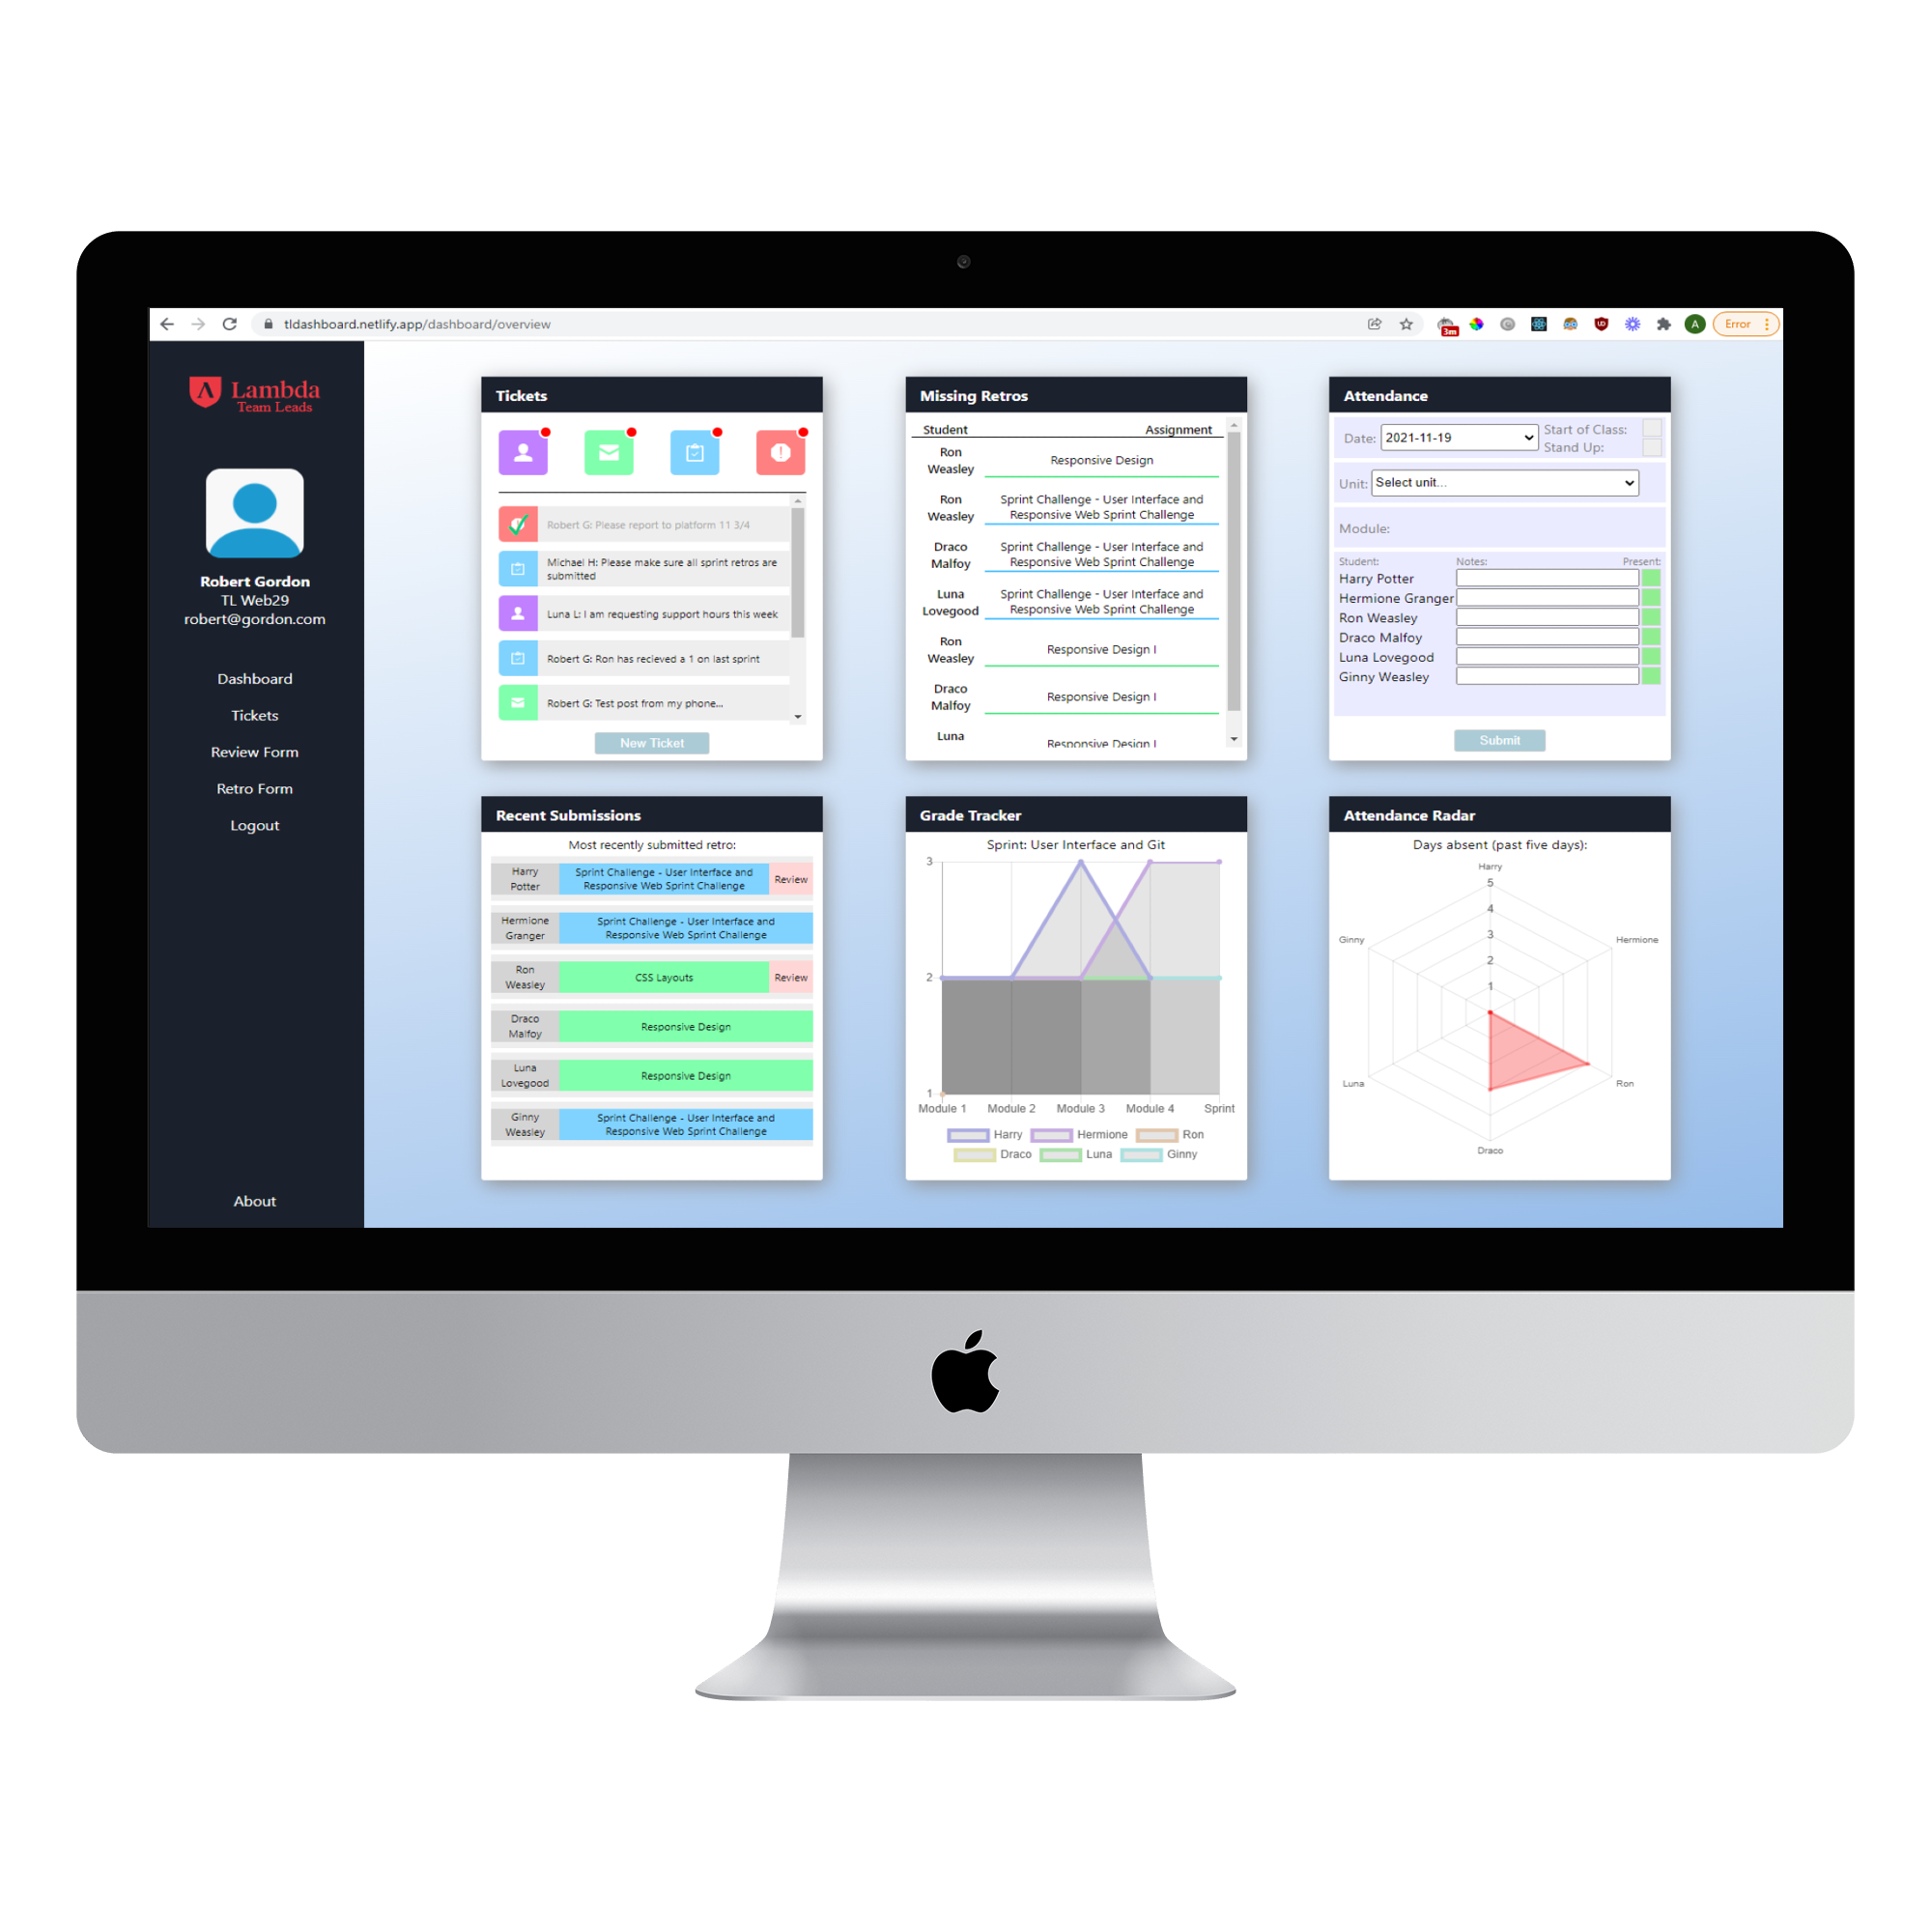 tldashboard.netlify.app/dashboard/overview
3m
A
Error
Lambda
Team Leads
Robert Gordon
TL Web29
robert@gordon.com
Dashboard
Tickets
Review Form
Retro Form
Logout
About
Tickets
Robert G: Please report to platform 11 3/4
Michael H: Please make sure all sprint retros are
submitted
Luna L: I am requesting support hours this week
Robert G: Ron has recieved a 1 on last sprint
Robert G: Test post from my phone...
New Ticket
Missing Retros
Student Assignment
Ron
Weasley
Responsive Design
Ron
Weasley
Sprint Challenge - User Interface and
Responsive Web Sprint Challenge
Draco
Malfoy
Sprint Challenge - User Interface and
Responsive Web Sprint Challenge
Luna
Lovegood
Sprint Challenge - User Interface and
Responsive Web Sprint Challenge
Ron
Weasley
Responsive Design I
Draco
Malfoy
Responsive Design I
Luna
Responsive Design I
Attendance
Date: 2021-11-19
Start of Class:
Stand Up:
Unit: Select unit...
Module:
Student: Notes: Present:
Harry Potter
Hermione Granger
Ron Weasley
Draco Malfoy
Luna Lovegood
Ginny Weasley
Submit
Recent Submissions
Most recently submitted retro:
Harry
Potter
Sprint Challenge - User Interface and
Responsive Web Sprint Challenge
Review
Hermione
Granger
Sprint Challenge - User Interface and
Responsive Web Sprint Challenge
Ron
Weasley
CSS Layouts
Review
Draco
Malfoy
Responsive Design
Luna
Lovegood
Responsive Design
Ginny
Weasley
Sprint Challenge - User Interface and
Responsive Web Sprint Challenge
Grade Tracker
Sprint: User Interface and Git
3
2
1
Module 1 Module 2 Module 3 Module 4 Sprint
Harry Hermione Ron
Draco Luna Ginny
Attendance Radar
Days absent (past five days):
Harry
5
4
3
2
1
Ginny
Hermione
Luna
Ron
Draco